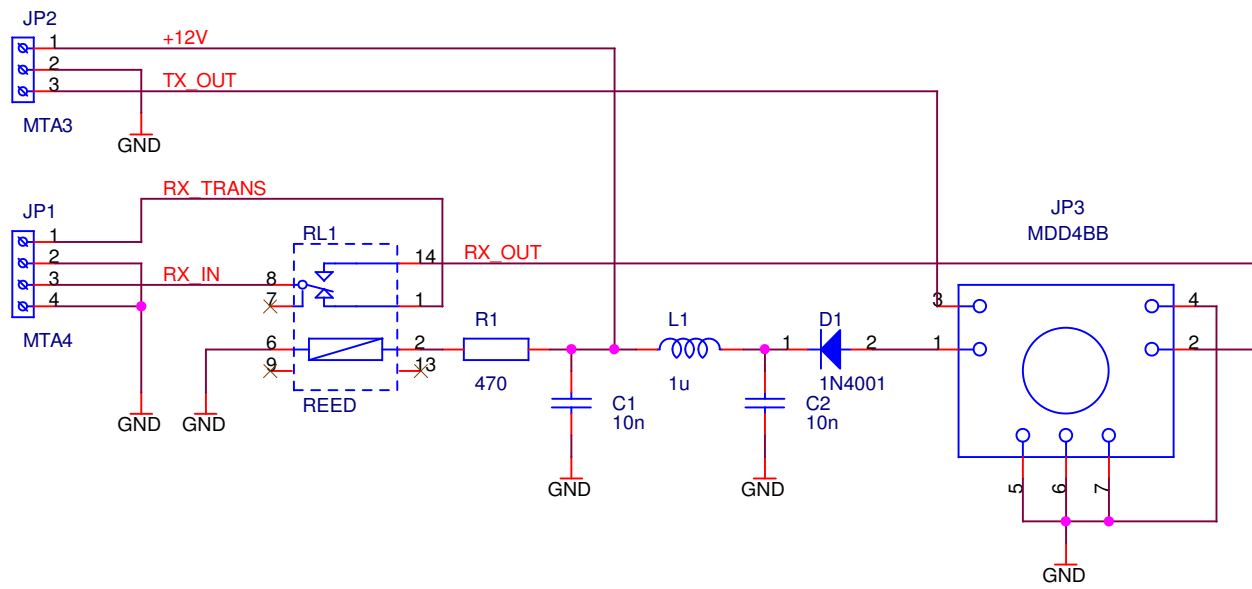 JP2
1 +12V
2
3 TX_OUT
MTA3
GND
RX_TRANS
JP1
JP3
MDD4BB
1
2
3 RX_IN
4
MTA4
RL1
14 RX_OUT
8
7
1
6
2
9
13
REED
R1
470
L1
1u
D1
1 2
1N4001
C1
10n
C2
10n
3
4
1
2
5
6
7
GND
GND
GND
GND
GND